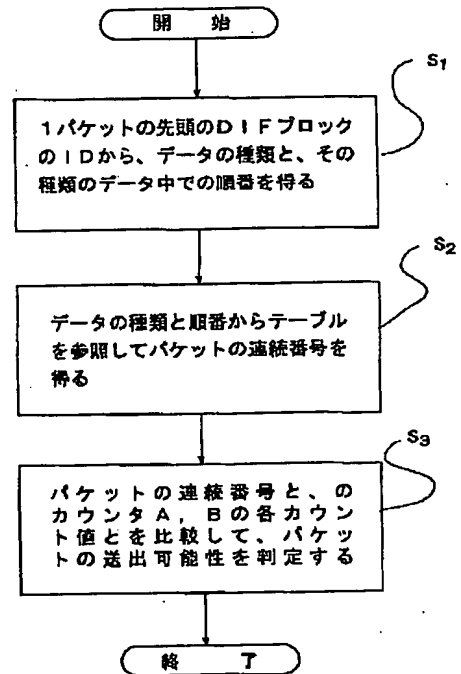 開 始
S1
1パケットの先頭のDIFブロック
のIDから、データの種類と、その
種類のデータ中での順番を得る
S2
データの種類と順番からテーブル
を参照してパケットの連続番号を
得る
S3
パケットの連続番号と、の
カウンタA，Bの各カウン
ト値とを比較して、パケッ
トの送出可能性を判定する
終 了